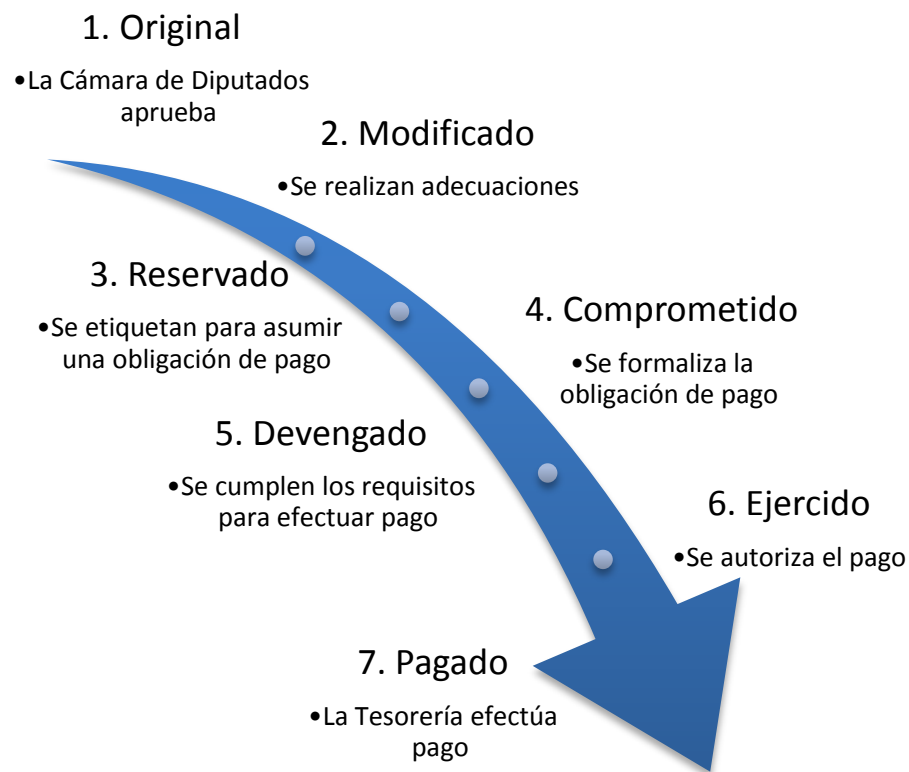 1. Original
•La Cámara de Diputados
aprueba
2. Modificado
•Se realizan adecuaciones
3. Reservado
•Se etiquetan para asumir
una obligación de pago
4. Comprometido
•Se formaliza la
obligación de pago
5. Devengado
•Se cumplen los requisitos
para efectuar pago
6. Ejercido
•Se autoriza el pago
7. Pagado
•La Tesorería efectúa
pago